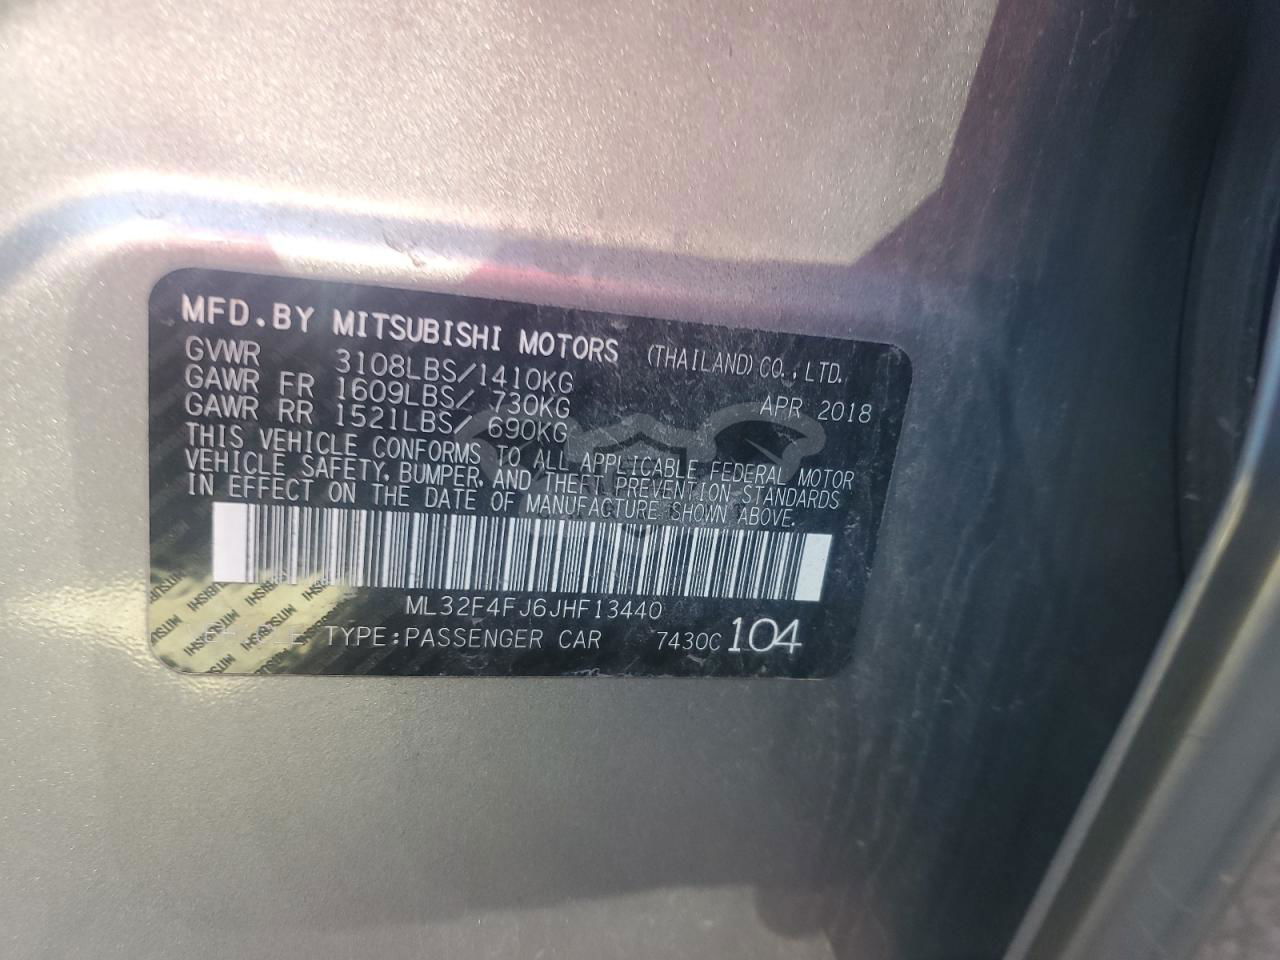 MFD.BY MITSUBISHI MOTORS (THAILAND)CO.,LTD.
GVWR 3108LBS/1410KG APR 2018
GAWR FR 1609LBS/ 730KG
GAWR RR 1521LBS/ 690KG
THIS VEHICLE CONFORMS TO ALL APPLICABLE FEDERAL MOTOR
VEHICLE SAFETY, BUMPER, AND THEFT PREVENTION STANDARDS
IN EFFECT ON THE DATE OF MANUFACTURE SHOWN ABOVE.
ML32F4FJ6JHF13440
VEHICLE TYPE:PASSENGER CAR 7430C 104